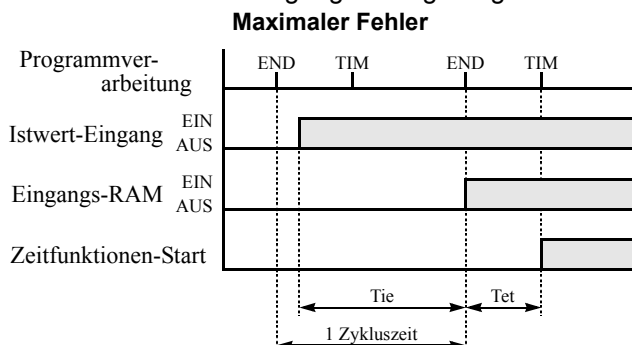 Maximaler Fehler
Programmver-
arbeitung
END TIM END TIM
Istwert-Eingang EIN
AUS
Eingangs-RAM EIN
AUS
Zeitfunktionen-Start
Tie Tet
1 Zykluszeit